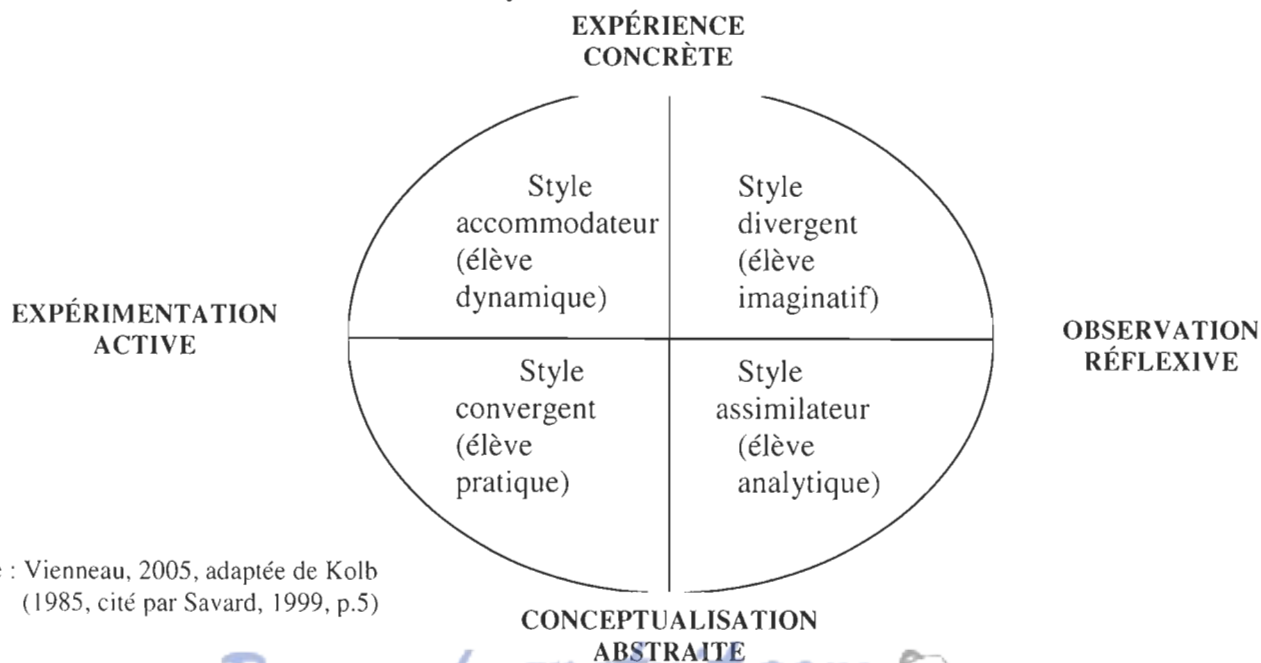 EXPÉRIENCE
CONCRÈTE
Style
accommodateur
(élève
dynamique)
Style
divergent
(élève
imaginatif)
EXPÉRIMENTATION
ACTIVE
OBSERVATION
RÉFLEXIVE
Style
convergent
(élève
pratique)
Style
assimilateur
(élève
analytique)
: Vienneau, 2005, adaptée de Kolb
(1985, cité par Savard, 1999, p.5)
CONCEPTUALISATION
ABSTRAITE